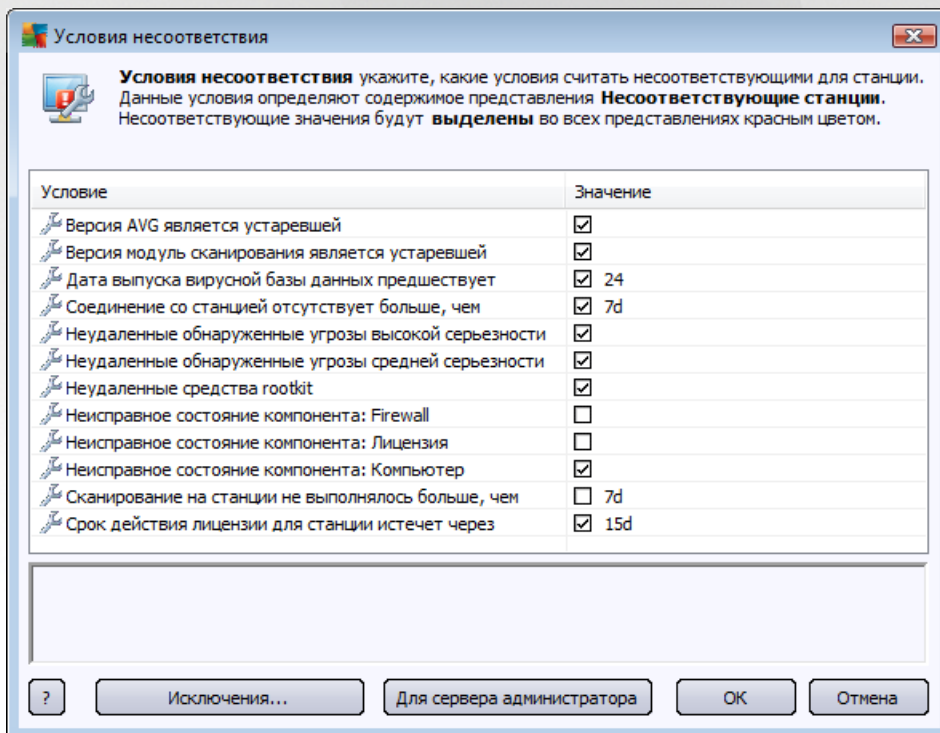 Условия несоответствия
Условия несоответствия укажите, какие условия считать несоответствующими для станции.
Данные условия определяют содержимое представления Несоответствующие станции.
Несоответствующие значения будут выделены во всех представлениях красным цветом.
Условие Значение
Версия AVG является устаревшей
Версия модуль сканирования является устаревшей
Дата выпуска вирусной базы данных предшествует 24
Соединение со станцией отсутствует больше, чем 7d
Неудаленные обнаруженные угрозы высокой серьезности
Неудаленные обнаруженные угрозы средней серьезности
Неудаленные средства rootkit
Неисправное состояние компонента: Firewall
Неисправное состояние компонента: Лицензия
Неисправное состояние компонента: Компьютер
Сканирование на станции не выполнялось больше, чем 7d
Срок действия лицензии для станции истечет через 15d
? Исключения... Для сервера администратора OK Отмена